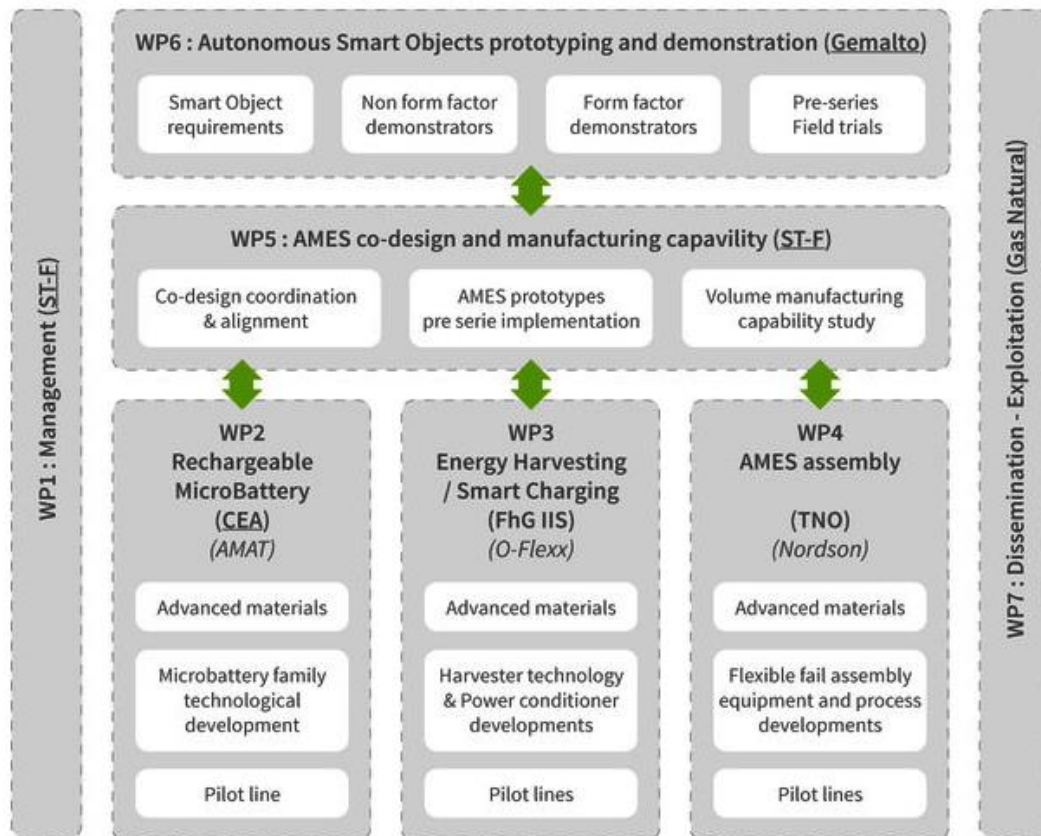 WP1 : Management (ST-F)
WP6 : Autonomous Smart Objects prototyping and demonstration (Gemalto)
Smart Object
requirements
Non form factor
demonstrators
Form factor
demonstrators
Pre-series
Field trials
WP5 : AMES co-design and manufacturing capavility (ST-F)
Co-design coordination
& alignment
AMES prototypes
pre serie implementation
Volume manufacturing
capability study
WP2
Rechargeable
MicroBattery
(CEA)
(AMAT)
Advanced materials
Microbattery family
technological
development
Pilot line
WP3
Energy Harvesting
/ Smart Charging
(FhG IIS)
(O-Flexx)
Advanced materials
Harvester technology
& Power conditioner
developments
Pilot lines
WP4
AMES assembly
(TNO)
(Nordson)
Advanced materials
Flexible fail assembly
equipment and process
developments
Pilot lines
WP7 : Dissemination - Exploitation (Gas Natural)